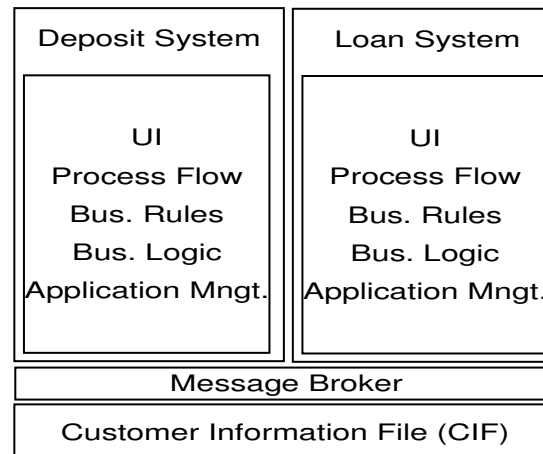 Deposit System
UI
Process Flow
Bus. Rules
Bus. Logic
Application Mngt.
Loan System
UI
Process Flow
Bus. Rules
Bus. Logic
Application Mngt.
Message Broker
Customer Information File (CIF)